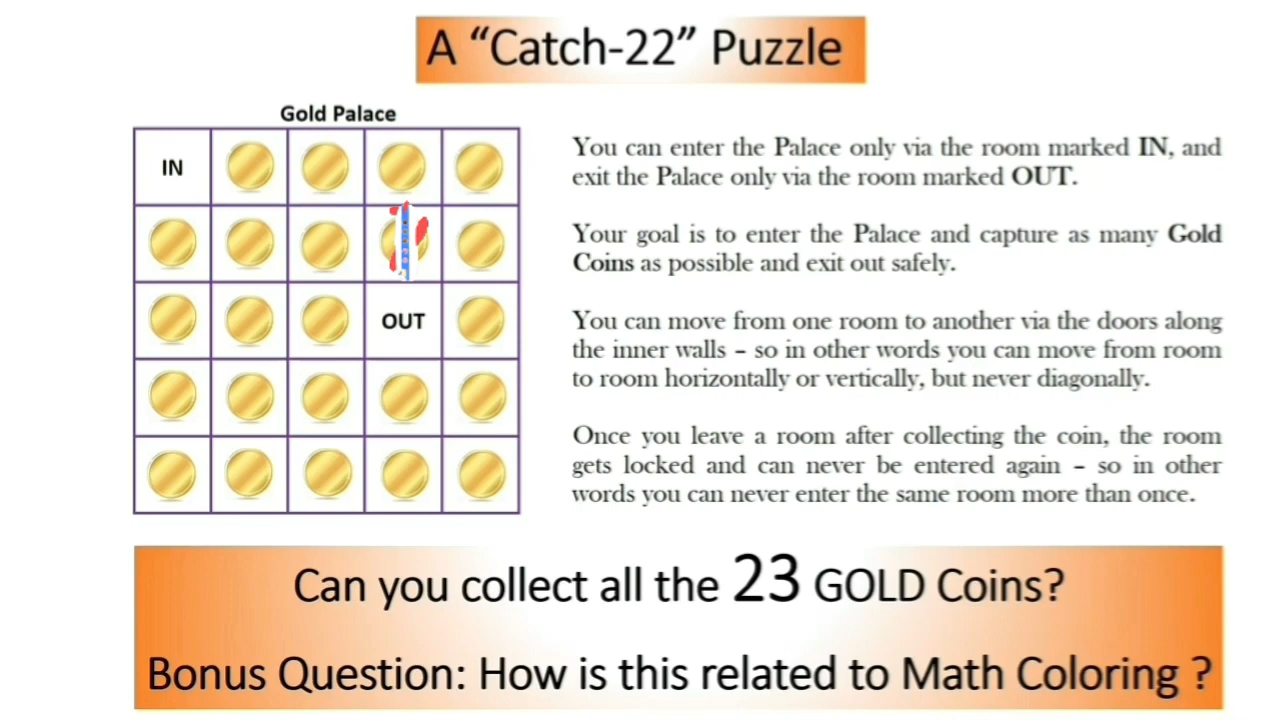 A “Catch-22” Puzzle
Gold Palace
IN
OUT
You can enter the Palace only via the room marked IN, and
exit the Palace only via the room marked OUT.
Your goal is to enter the Palace and capture as many Gold
Coins as possible and exit out safely.
You can move from one room to another via the doors along
the inner walls – so in other words you can move from room
to room horizontally or vertically, but never diagonally.
Once you leave a room after collecting the coin, the room
gets locked and can never be entered again – so in other
words you can never enter the same room more than once.
Can you collect all the 23 GOLD Coins?
Bonus Question: How is this related to Math Coloring ?